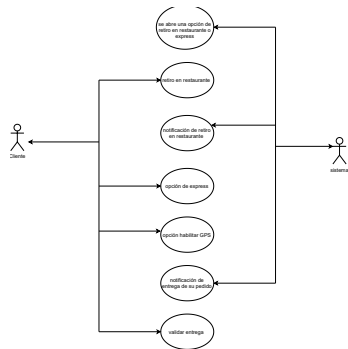 se abre una opción de
retiro en restaurante o
express
retiro en restaurante
notificación de retiro
en restaurante
Cliente
sistema
opción de express
opción habilitar GPS
notificación de
entrega de su pedido
validar entrega